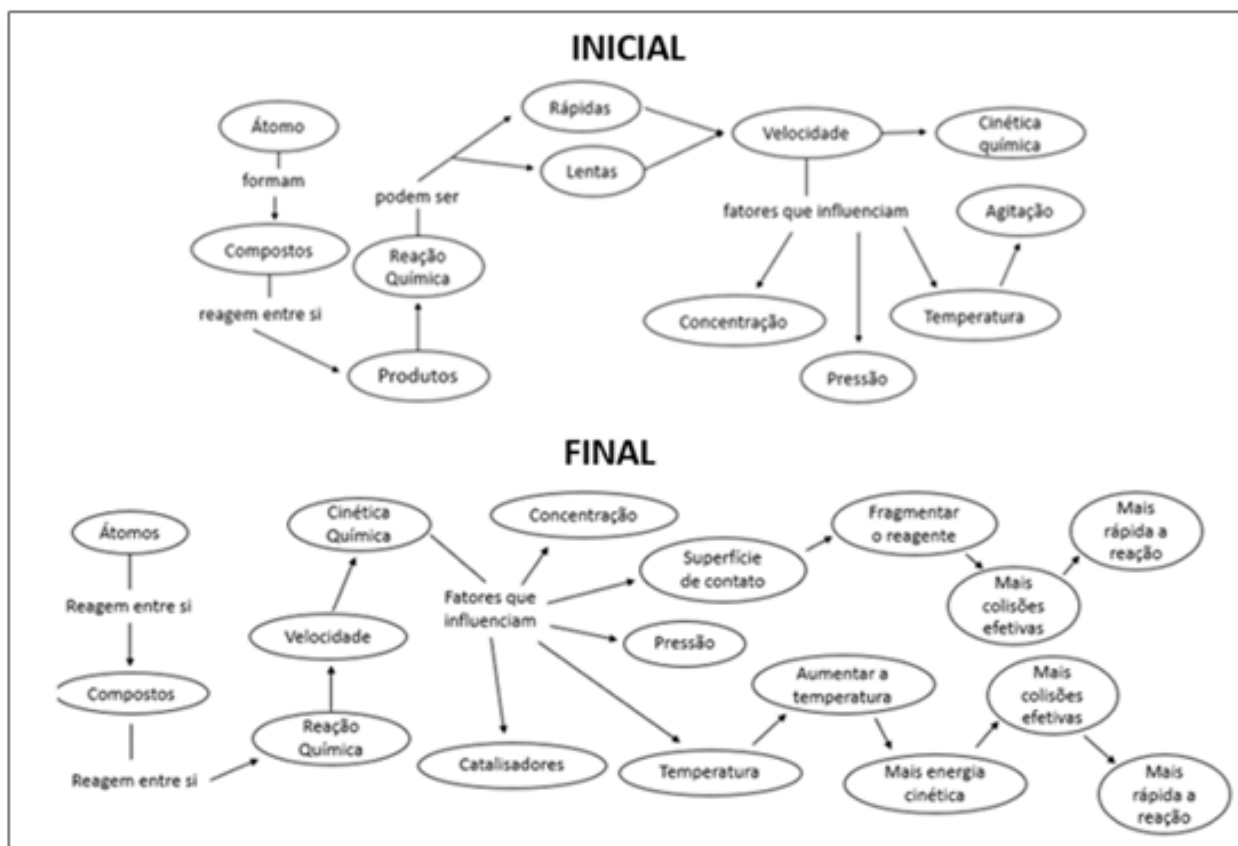 INICIAL
Átomo
formam
Compostos
reagem entre si
Produtos
Reação
Química
podem ser
Rápidas
Lentas
Velocidade
Cinética
química
fatores que influenciam
Concentração
Pressão
Temperatura
Agitação
FINAL
Átomos
Reagem entre si
Compostos
Reagem entre si
Reação
Química
Velocidade
Cinética
Química
Fatores que
influenciam
Concentração
Superfície
de contato
Fragmentar
o reagente
Mais
colisões
efetivas
Mais
rápida a
reação
Pressão
Catalisadores
Temperatura
Aumentar a
temperatura
Mais energia
cinética
Mais
colisões
efetivas
Mais
rápida a
reação